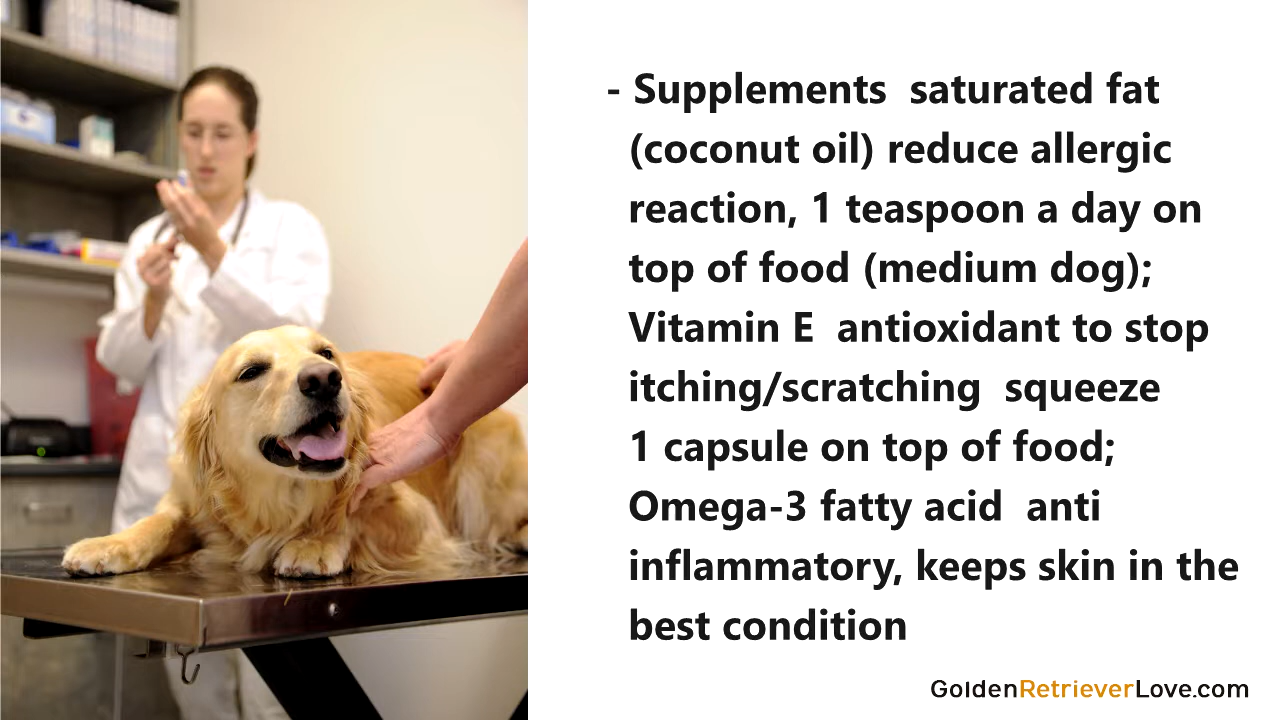 - Supplements  saturated fat
(coconut oil) reduce allergic
reaction, 1 teaspoon a day on
top of food (medium dog);
Vitamin E  antioxidant to stop
itching/scratching  squeeze
1 capsule on top of food;
Omega-3 fatty acid  anti
inflammatory, keeps skin in the
best condition
GoldenRetrieverLove.com